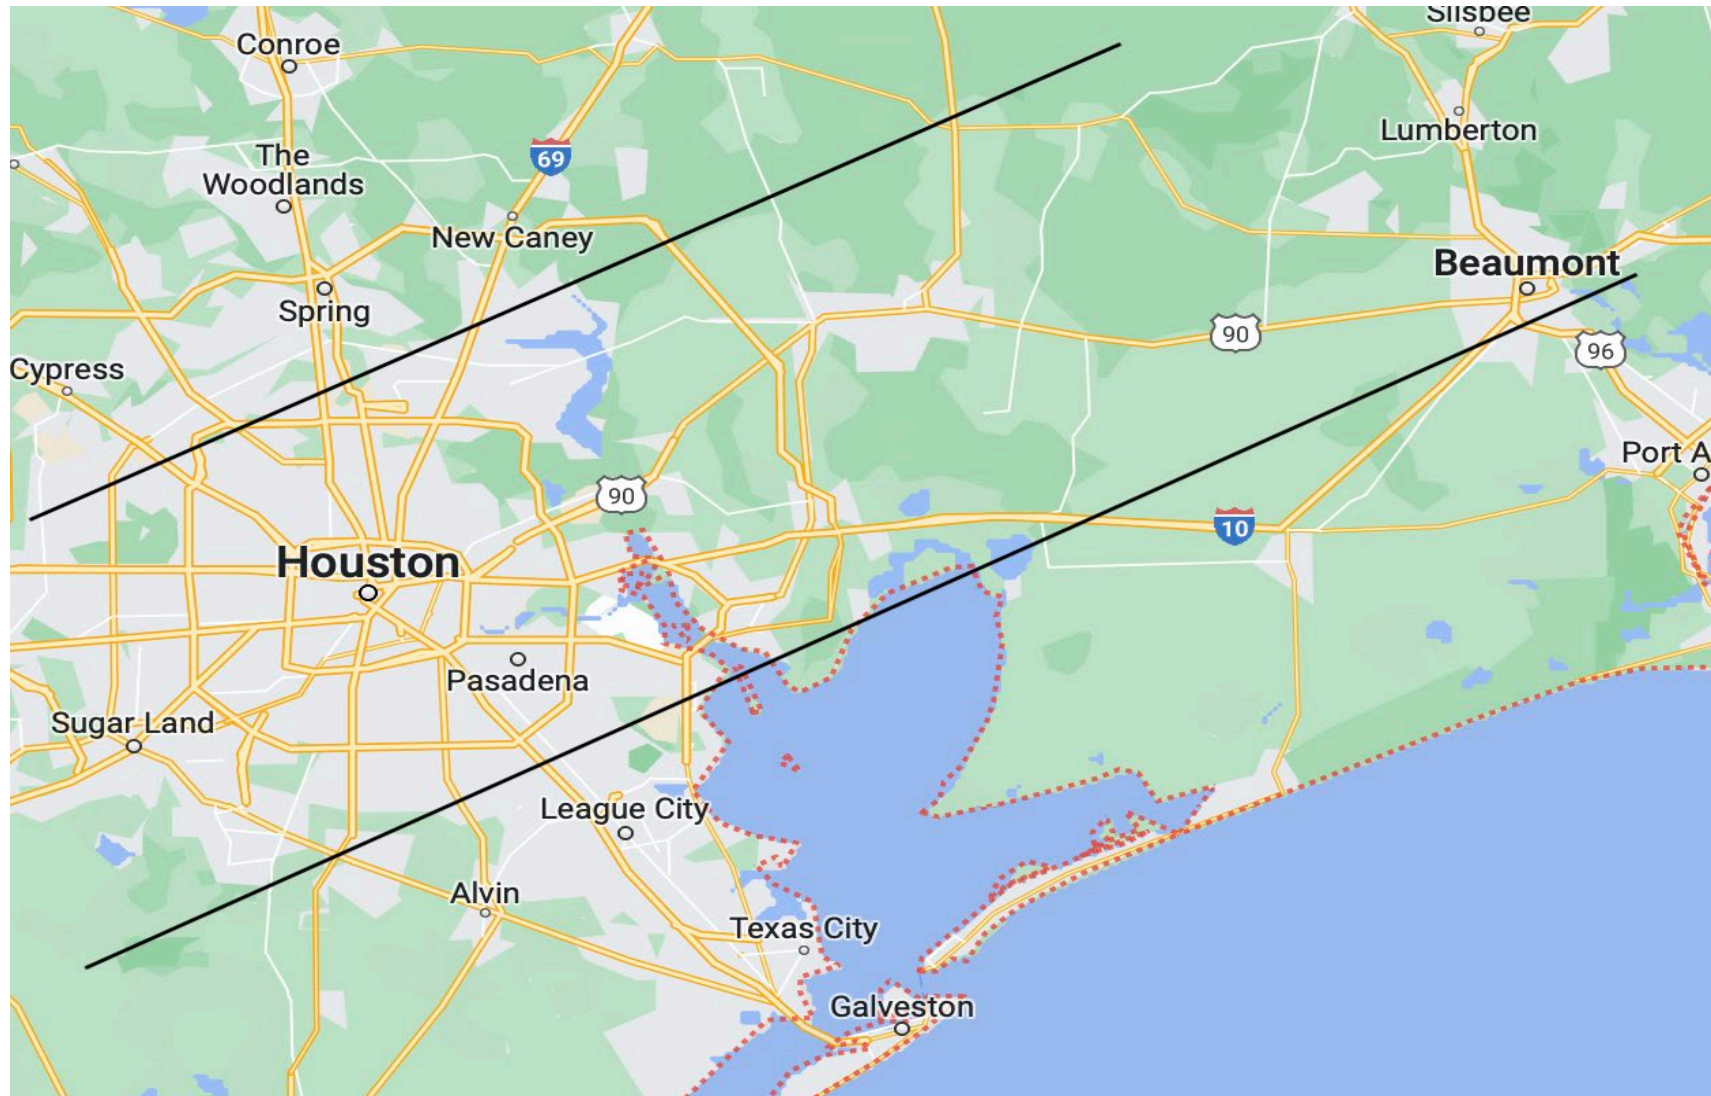 Silsbee
Conroe
Lumberton
The
Woodlands
69
New Caney
Beaumont
Spring
90
96
Cypress
Port A
90
10
Houston
Pasadena
Sugar Land
League City
Alvin
Texas City
Galveston